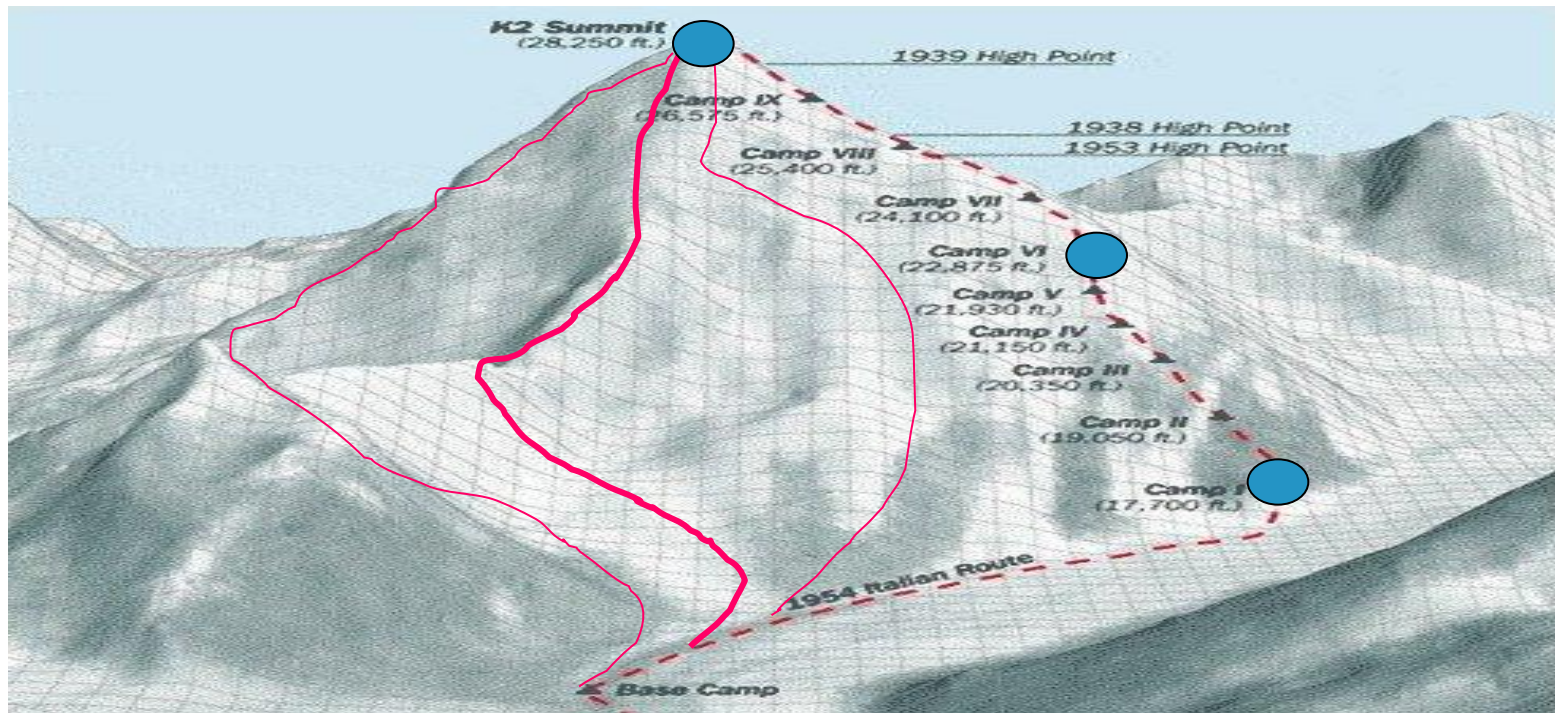 K2 Summit
(28,250 ft.)
1939 High Point
Camp IX
(26,575 ft.)
1938 High Point
Camp VIII
(25,400 ft.)
1953 High Point
Camp VII
(24,100 ft.)
Camp VI
(22,875 ft.)
Camp V
(21,930 ft.)
Camp IV
(21,150 ft.)
Camp III
(20,350 ft.)
Camp II
(19,050 ft.)
Camp I
(17,700 ft.)
1954 Italian Route
Base Camp